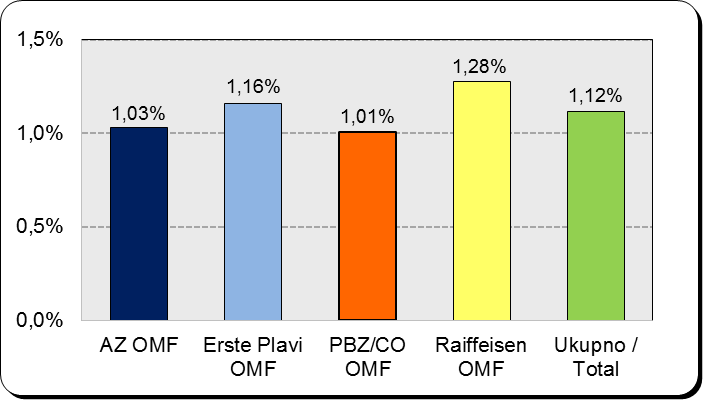 1,5%
1,0%
0,5%
0,0%
1,03%
1,16%
1,01%
1,28%
1,12%
AZ OMF
Erste Plavi
OMF
PBZ/CO
OMF
Raiffeisen
OMF
Ukupno /
Total